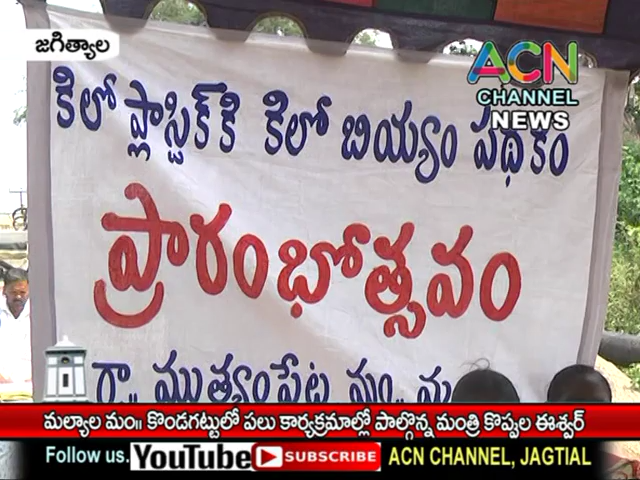 జగిత్యాల
ACN
CHANNEL
NEWS
కిలో ప్లాస్టిక్‌కి కిలో బియ్యం పథకం
ప్రారంభోత్సవం
గ్రా., ముత్యంపేట మం..
మల్యాల మం॥ కొండగట్టులో పలు కార్యక్రమాల్లో పాల్గొన్న మంత్రి కొప్పుల ఈశ్వర్
Follow us. YouTube SUBSCRIBE ACN CHANNEL, JAGTIAL